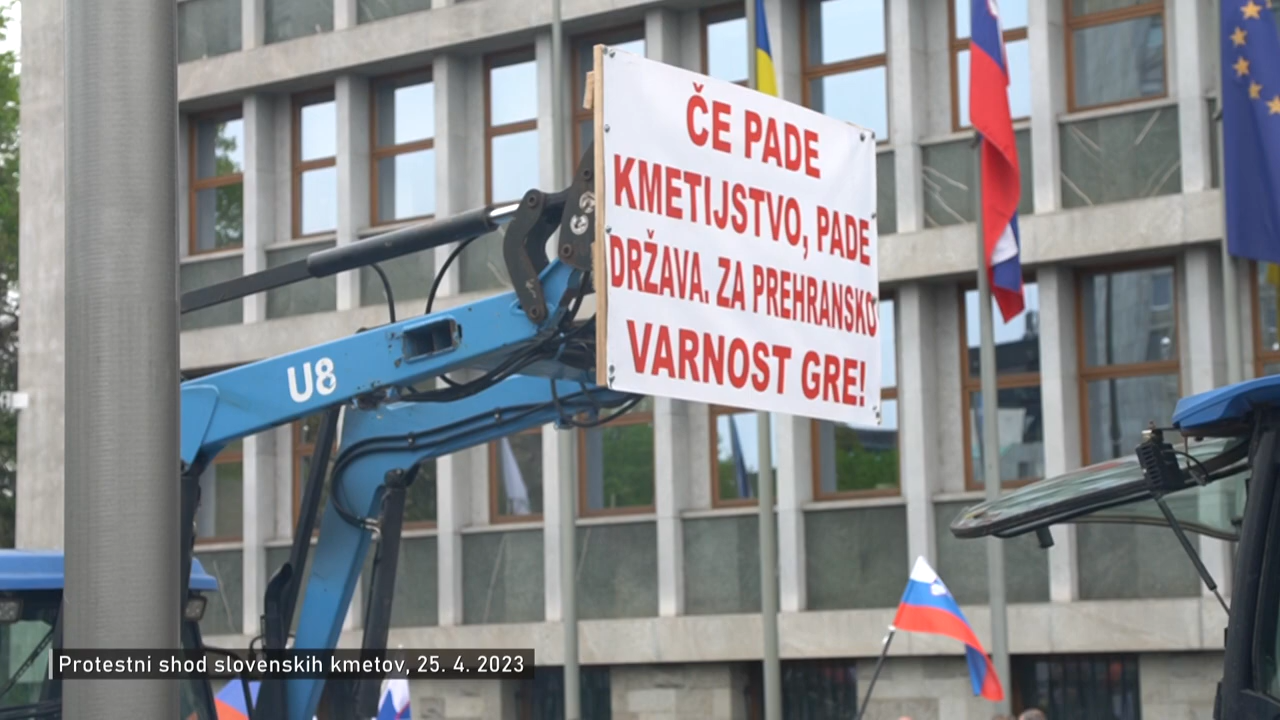 ČE PADE
KMETIJSTVO, PADE
DRŽAVA. ZA PREHRANSKO
VARNOST GRE!
U8
Protestni shod slovenskih kmetov, 25. 4. 2023